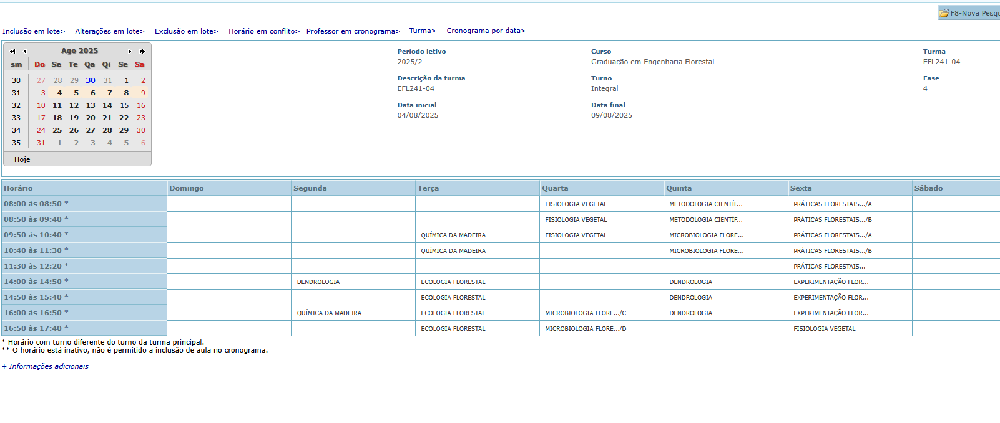 F8-Nova Pesqu
Inclusão em lote> Alterações em lote> Exclusão em lote> Horário em conflito> Professor em cronograma> Turma> Cronograma por data>
Ago 2025
sm Do Se Te Qa Qi Se Sa
30 27 28 29 30 31 1 2
31 3 4 5 6 7 8 9
32 10 11 12 13 14 15 16
33 17 18 19 20 21 22 23
34 24 25 26 27 28 29 30
35 31 1 2 3 4 5 6
Hoje
Período letivo Curso Turma
2025/2 Graduação em Engenharia Florestal EFL241-04
Descrição da turma Turno Fase
EFL241-04 Integral 4
Data inicial Data final
04/08/2025 09/08/2025
Horário Domingo Segunda Terça Quarta Quinta Sexta Sábado
08:00 às 08:50 * FISIOLOGIA VEGETAL METODOLOGIA CIENTÍF... PRÁTICAS FLORESTAIS.../A
08:50 às 09:40 * FISIOLOGIA VEGETAL METODOLOGIA CIENTÍF... PRÁTICAS FLORESTAIS.../B
09:50 às 10:40 * QUÍMICA DA MADEIRA FISIOLOGIA VEGETAL MICROBIOLOGIA FLORE... PRÁTICAS FLORESTAIS.../A
10:40 às 11:30 * QUÍMICA DA MADEIRA MICROBIOLOGIA FLORE... PRÁTICAS FLORESTAIS.../B
11:30 às 12:20 * PRÁTICAS FLORESTAIS...
14:00 às 14:50 * DENDROLOGIA ECOLOGIA FLORESTAL DENDROLOGIA EXPERIMENTAÇÃO FLOR...
14:50 às 15:40 * ECOLOGIA FLORESTAL DENDROLOGIA EXPERIMENTAÇÃO FLOR...
16:00 às 16:50 * QUÍMICA DA MADEIRA ECOLOGIA FLORESTAL MICROBIOLOGIA FLORE.../C DENDROLOGIA EXPERIMENTAÇÃO FLOR...
16:50 às 17:40 * ECOLOGIA FLORESTAL MICROBIOLOGIA FLORE.../D FISIOLOGIA VEGETAL
* Horário com turno diferente do turno da turma principal.
** O horário está inativo, não é permitido a inclusão de aula no cronograma.
+ Informações adicionais